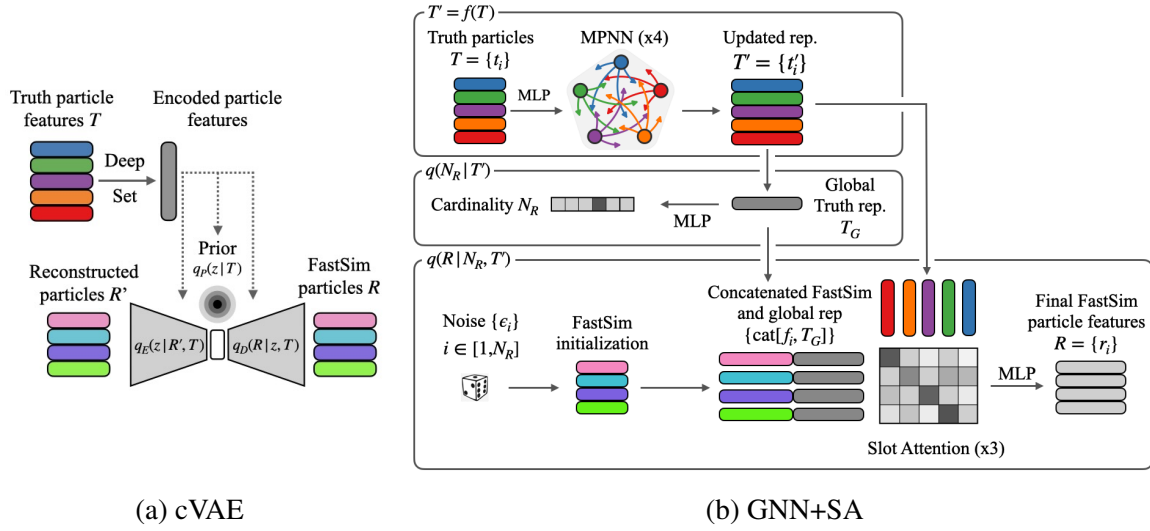 Truth particle
features T
Encoded particle
features
Deep
Set
Prior
q_P(z|T)
Reconstructed
particles R'
FastSim
particles R
q_E(z|R', T)
q_D(R|z, T)
(a) cVAE
T' = f(T)
Truth particles
T = {t_i}
MLP
MPNN (x4)
Updated rep.
T' = {t'_i}
q(N_R|T')
Cardinality N_R
MLP
Global
Truth rep.
T_G
q(R|N_R, T')
Noise {ϵ_i}
i ∈ [1,N_R]
FastSim
initialization
Concatenated FastSim
and global rep
{cat[f_i, T_G]}
Slot Attention (x3)
MLP
Final FastSim
particle features
R = {r_i}
(b) GNN+SA